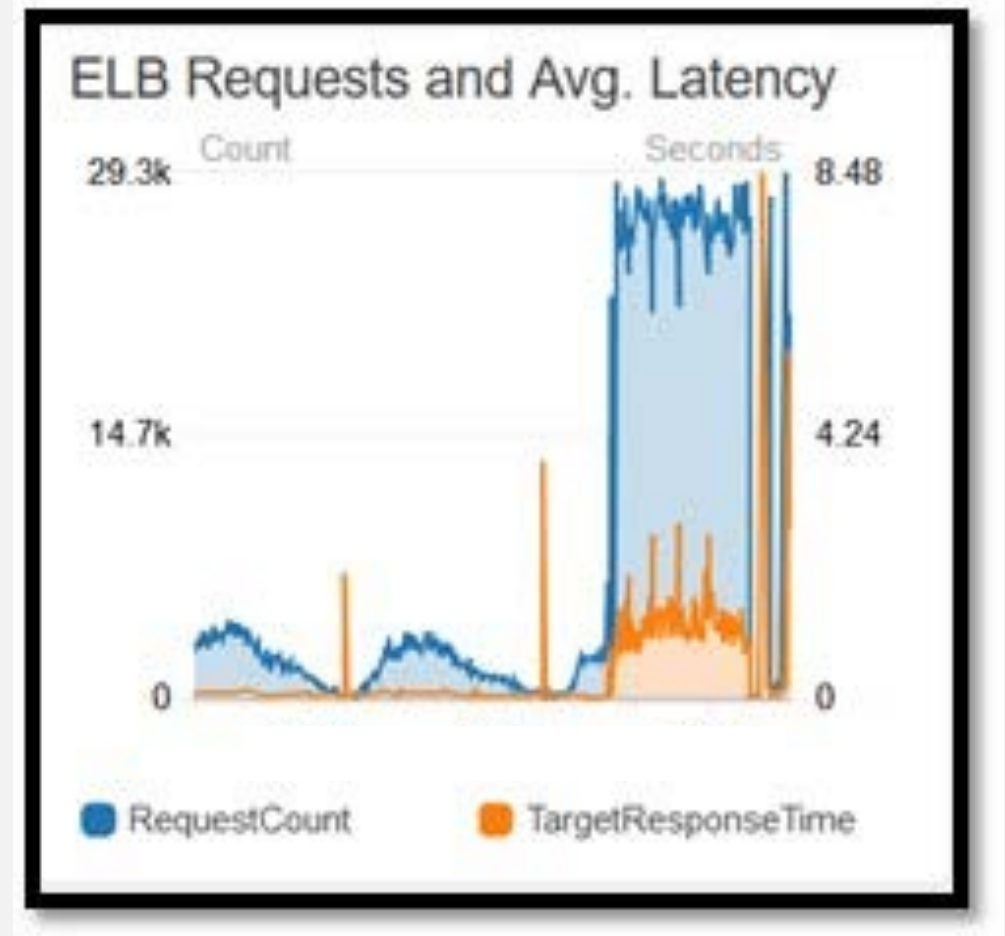 ELB Requests and Avg. Latency
Count Seconds
29.3k 8.48
14.7k 4.24
0 0
RequestCount TargetResponseTime